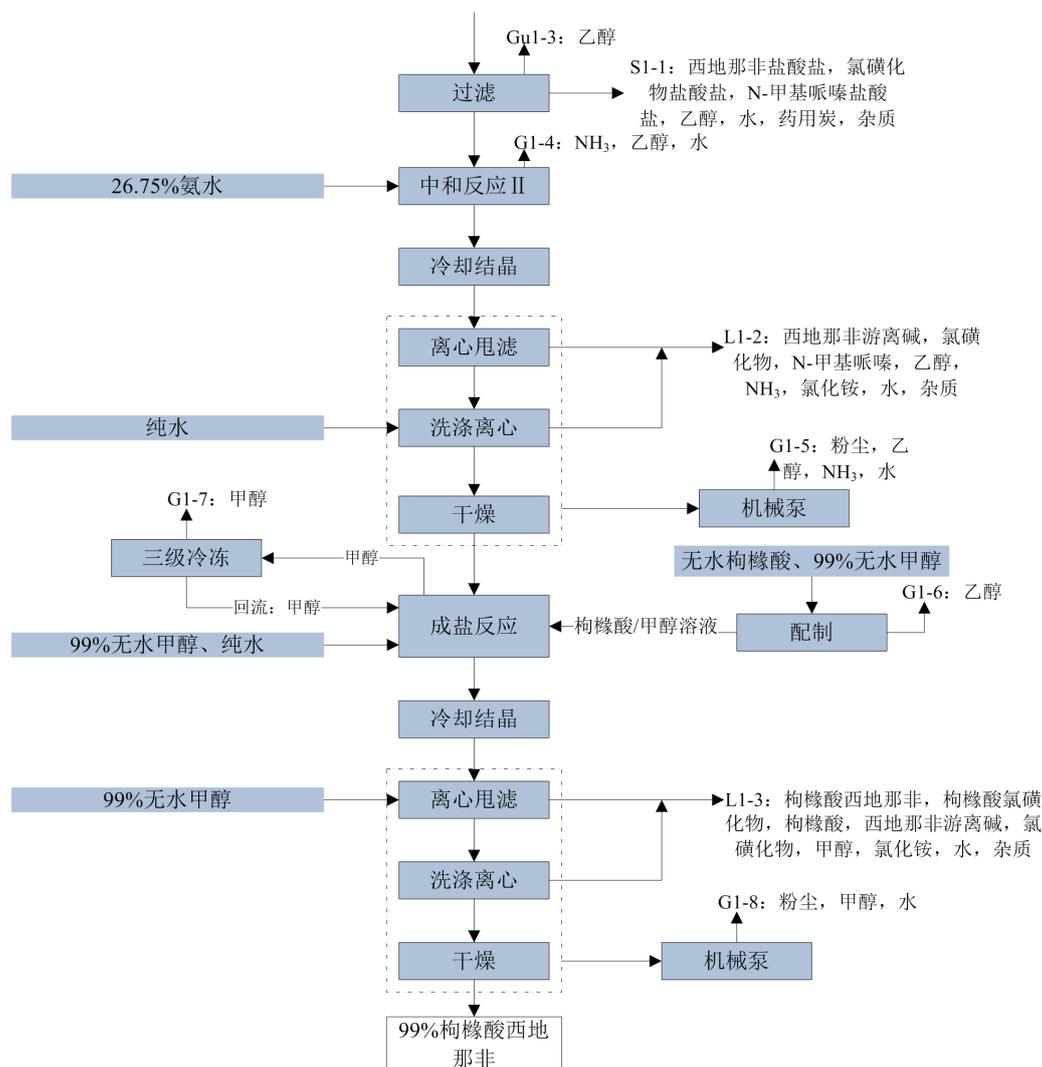 Gu1-3：乙醇
过滤
S1-1：西地那非盐酸盐，氯磺化
物盐酸盐，N-甲基哌嗪盐酸
盐，乙醇，水，药用炭，杂质
G1-4：NH₃，乙醇，水
26.75%氨水
中和反应Ⅱ
冷却结晶
离心甩滤
L1-2：西地那非游离碱，氯磺
化物，N-甲基哌嗪，乙醇，
NH₃，氯化铵，水，杂质
纯水
洗涤离心
G1-5：粉尘，乙
醇，NH₃，水
干燥
机械泵
G1-7：甲醇
三级冷冻
甲醇
无水枸橼酸、99%无水甲醇
G1-6：乙醇
回流：甲醇
成盐反应
枸橼酸/甲醇溶液
配制
99%无水甲醇、纯水
冷却结晶
99%无水甲醇
离心甩滤
L1-3：枸橼酸西地那非，枸橼酸氯磺
化物，枸橼酸，西地那非游离碱，氯
磺化物，甲醇，氯化铵，水，杂质
洗涤离心
G1-8：粉尘，甲醇，水
干燥
机械泵
99%枸橼酸西地
那非